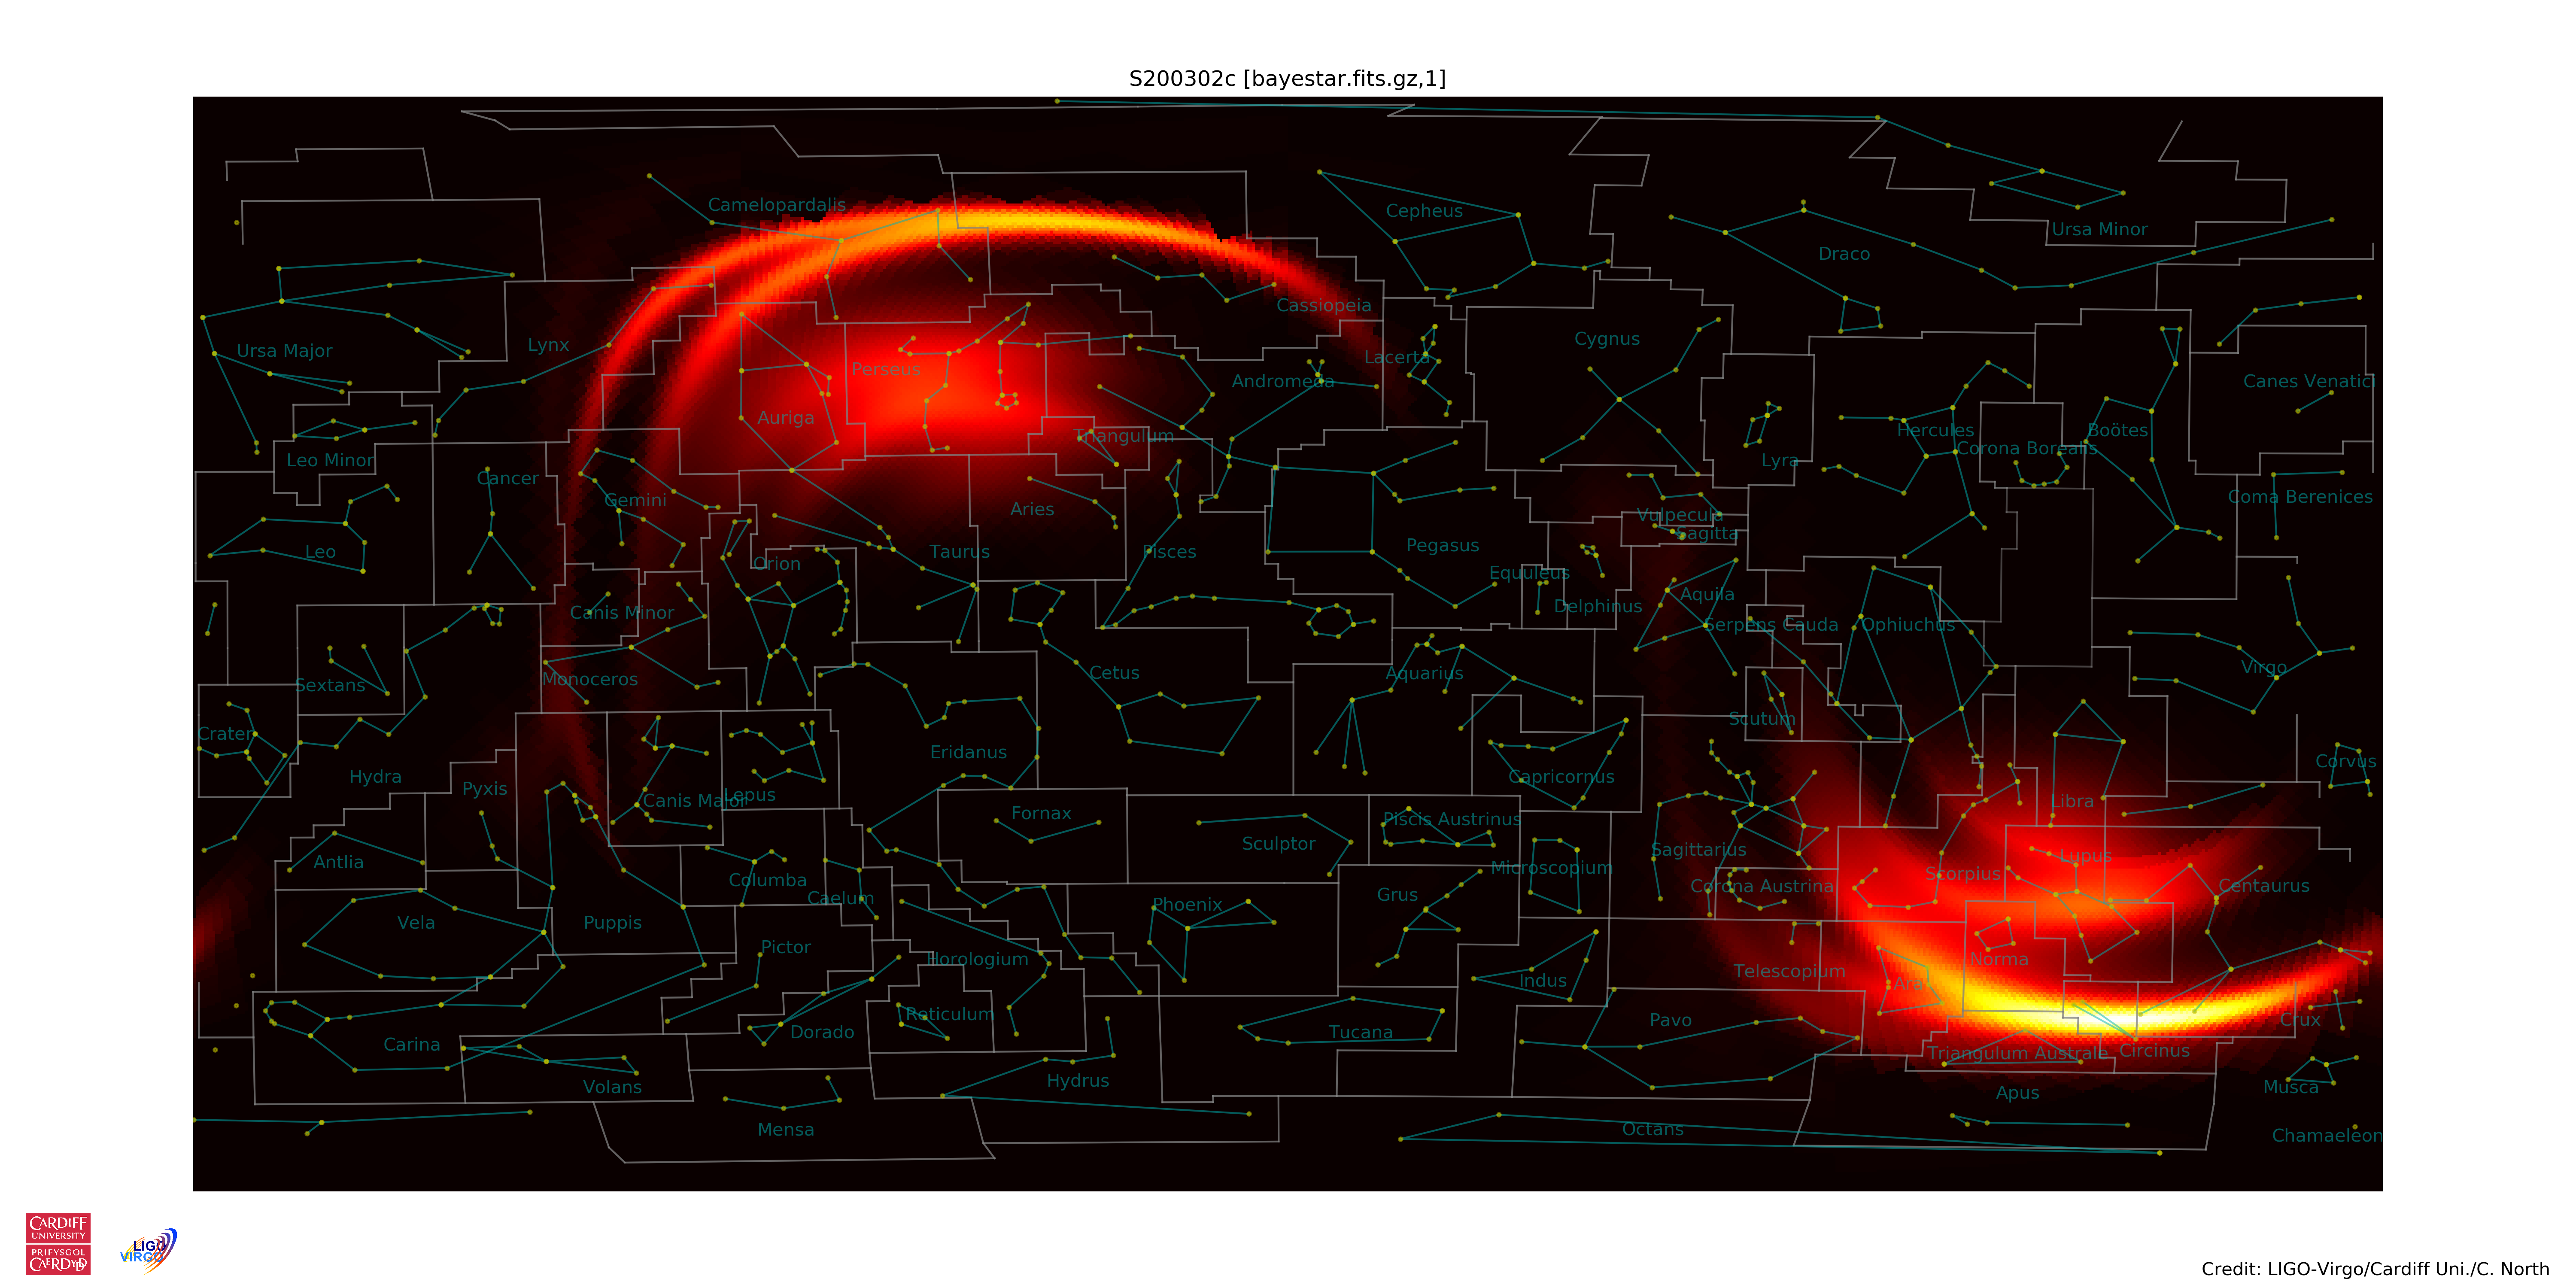 S200302c [bayestar.fits.gz,1]
Camelopardalis
Cepheus
Ursa Minor
Draco
Cassiopeia
Ursa Major
Lynx
Cygnus
Lacerta
Perseus
Andromeda
Canes Venatici
Auriga
Triangulum
Hercules
Boötes
Corona Borealis
Leo Minor
Lyra
Cancer
Gemini
Coma Berenices
Aries
Vulpecula
Sagitta
Leo
Orion
Taurus
Pisces
Pegasus
Equuleus
Canis Minor
Delphinus
Aquila
Serpens Cauda
Ophiuchus
Sextans
Monoceros
Cetus
Aquarius
Virgo
Crater
Scutum
Eridanus
Hydra
Pyxis
Capricornus
Corvus
Canis Major
Lepus
Fornax
Piscis Austrinus
Libra
Antlia
Sculptor
Microscopium
Sagittarius
Lupus
Columba
Caelum
Grus
Corona Austrina
Scorpius
Centaurus
Vela
Puppis
Phoenix
Pictor
Horologium
Indus
Telescopium
Norma
Ara
Reticulum
Carina
Dorado
Tucana
Pavo
Crux
Triangulum Australe
Circinus
Volans
Hydrus
Apus
Musca
Mensa
Octans
Chamaeleon
CARDIFF
UNIVERSITY
PRIFYSGOL
CAERDYDD
LIGO
VIRGO
Credit: LIGO-Virgo/Cardiff Uni./C. North